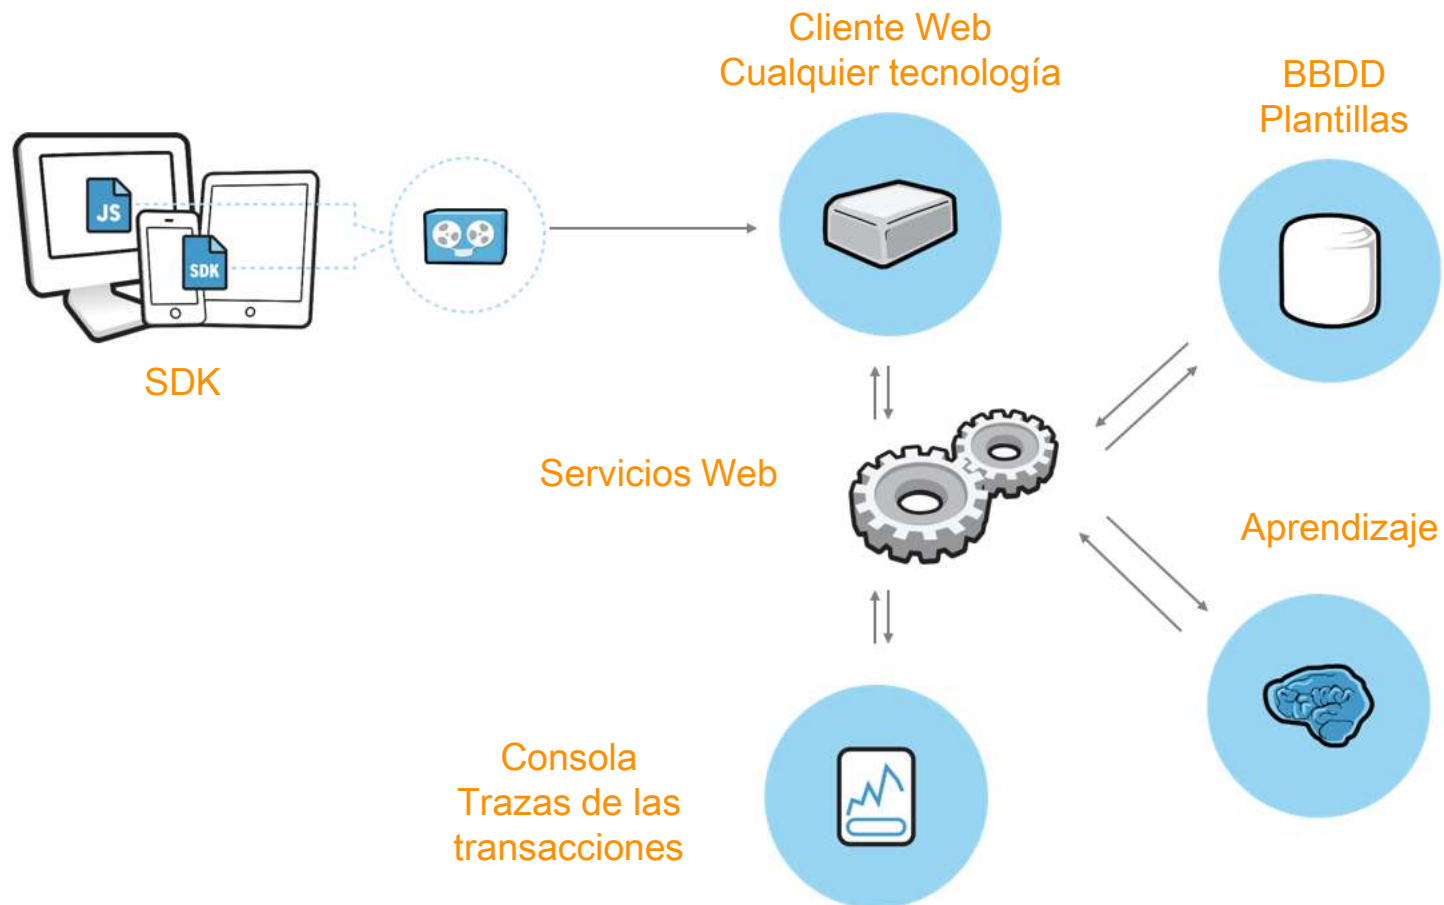 Cliente Web
Cualquier tecnología
BBDD
Plantillas
JS
SDK
SDK
Servicios Web
Aprendizaje
Consola
Trazas de las
transacciones